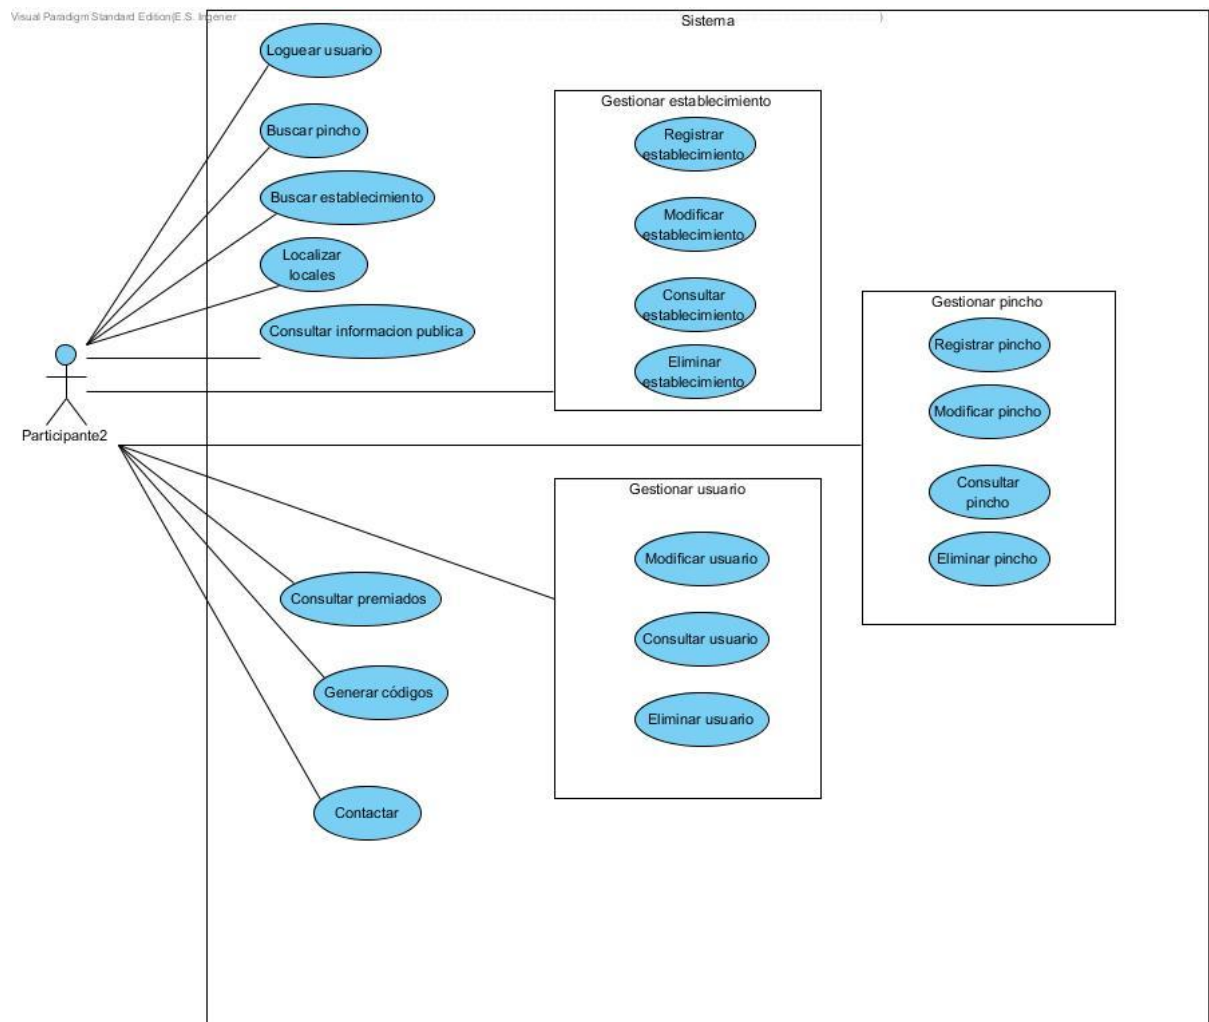 Visual Paradigm Standard Edition(E.S. Ingenier
)
Sistema
Loguear usuario
Buscar pincho
Buscar establecimiento
Localizar
locales
Consultar informacion publica
Participante2
Gestionar establecimiento
Registrar
establecimiento
Modificar
establecimiento
Consultar
establecimiento
Eliminar
establecimiento
Gestionar pincho
Registrar pincho
Modificar pincho
Consultar
pincho
Eliminar pincho
Gestionar usuario
Modificar usuario
Consultar usuario
Eliminar usuario
Consultar premiados
Generar códigos
Contactar